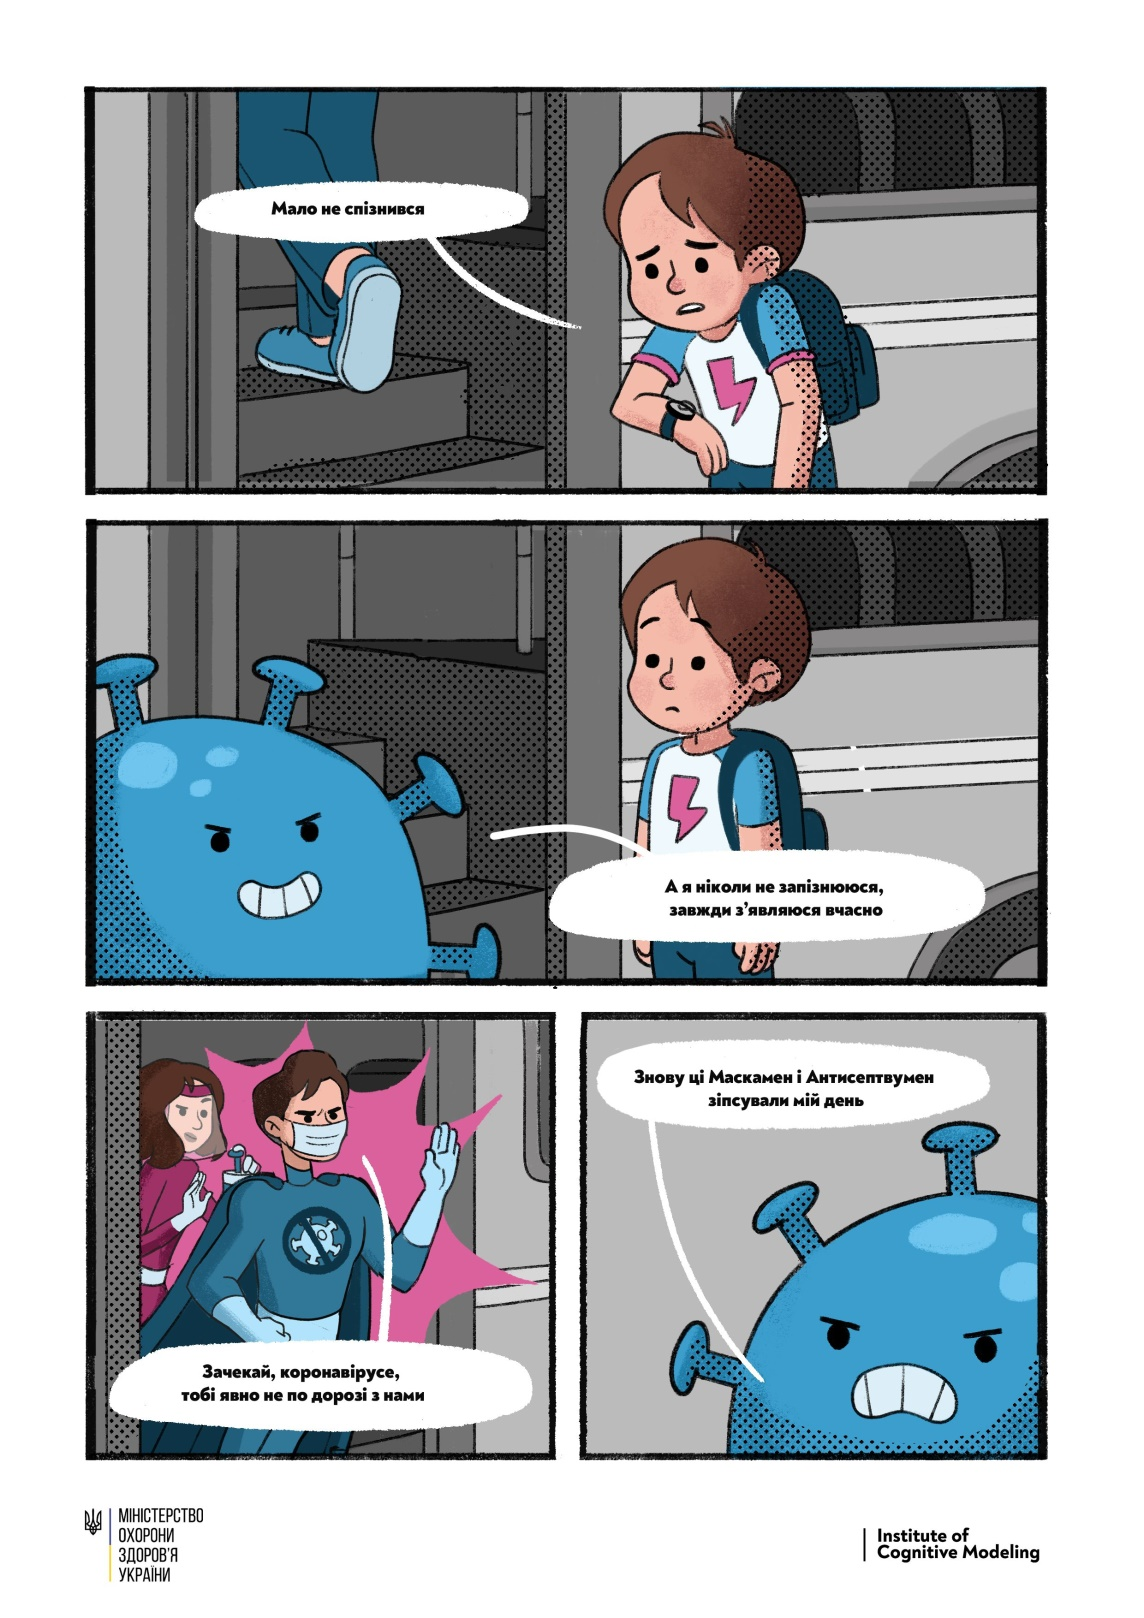 Мало не спізнився
А я ніколи не запізнююся,
завжди з’являюся вчасно
Зачекай, коронавірусе,
тобі явно не по дорозі з нами
Знову ці Маскамен і Антисептвумен
зіпсували мій день
МІНІСТЕРСТВО
ОХОРОНИ
ЗДОРОВ’Я
УКРАЇНИ
Institute of
Cognitive Modeling